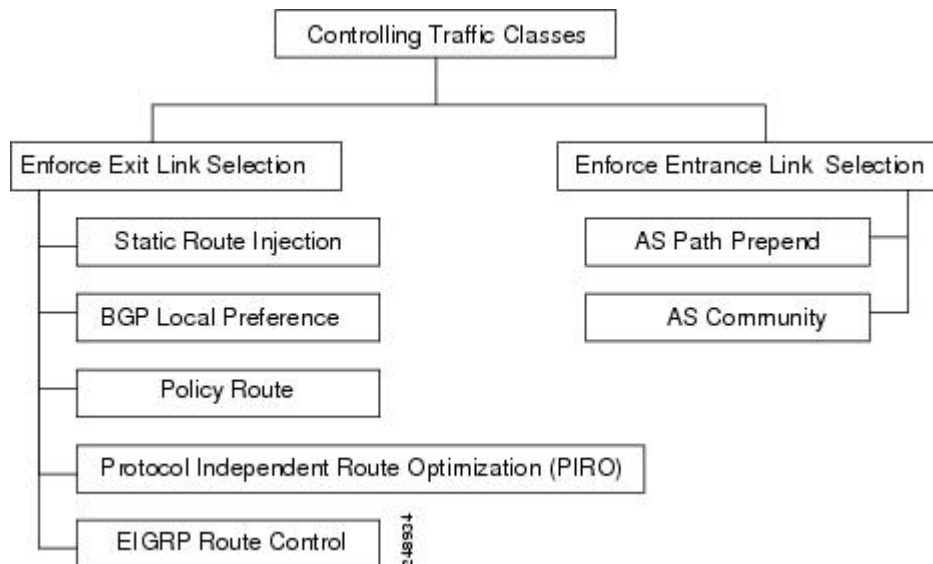 Controlling Traffic Classes
Enforce Exit Link Selection
Enforce Entrance Link Selection
Static Route Injection
AS Path Prepend
BGP Local Preference
AS Community
Policy Route
Protocol Independent Route Optimization (PIRO)
EIGRP Route Control
248934